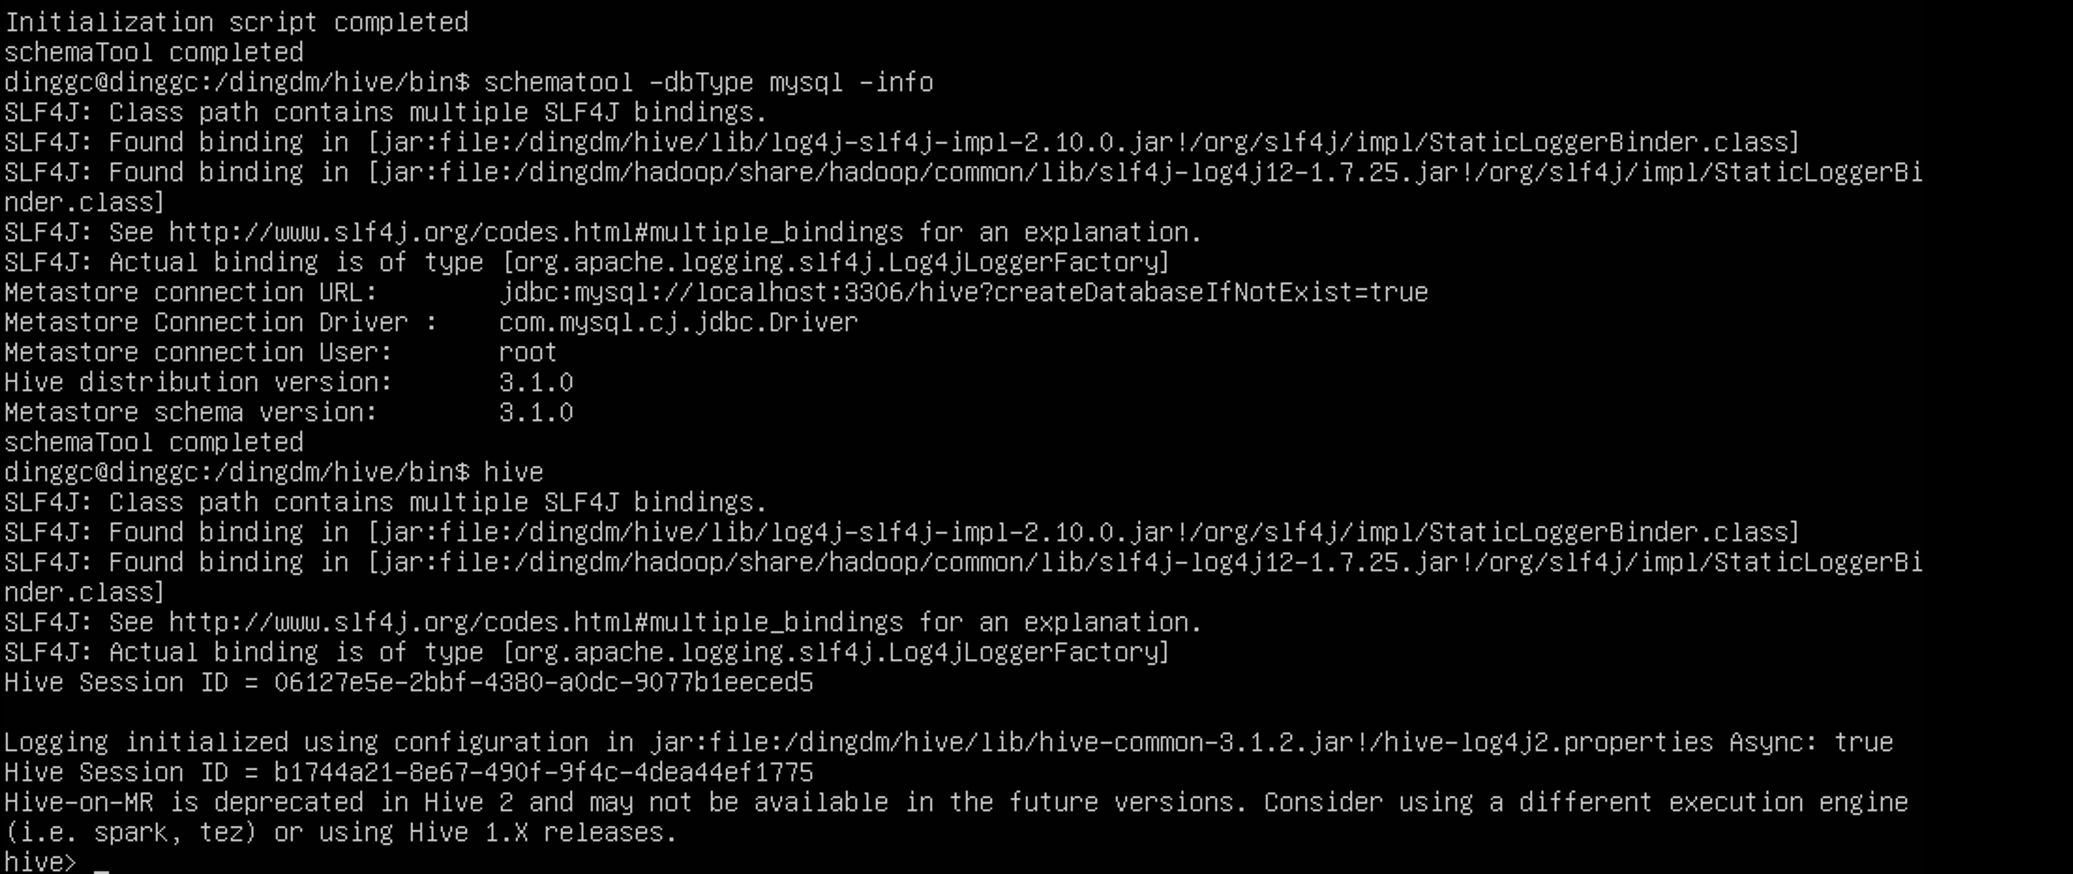 Initialization script completed
schemaTool completed
dinggc@dinggc:/dingdm/hive/bin$ schematool -dbType mysql -info
SLF4J: Class path contains multiple SLF4J bindings.
SLF4J: Found binding in [jar:file:/dingdm/hive/lib/log4j-slf4j-impl-2.10.0.jar!/org/slf4j/impl/StaticLoggerBinder.class]
SLF4J: Found binding in [jar:file:/dingdm/hadoop/share/hadoop/common/lib/slf4j-log4j12-1.7.25.jar!/org/slf4j/impl/StaticLoggerBi
nder.class]
SLF4J: See http://www.slf4j.org/codes.html#multiple_bindings for an explanation.
SLF4J: Actual binding is of type [org.apache.logging.slf4j.Log4jLoggerFactory]
Metastore connection URL:        jdbc:mysql://localhost:3306/hive?createDatabaseIfNotExist=true
Metastore Connection Driver :    com.mysql.cj.jdbc.Driver
Metastore connection User:       root
Hive distribution version:       3.1.0
Metastore schema version:        3.1.0
schemaTool completed
dinggc@dinggc:/dingdm/hive/bin$ hive
SLF4J: Class path contains multiple SLF4J bindings.
SLF4J: Found binding in [jar:file:/dingdm/hive/lib/log4j-slf4j-impl-2.10.0.jar!/org/slf4j/impl/StaticLoggerBinder.class]
SLF4J: Found binding in [jar:file:/dingdm/hadoop/share/hadoop/common/lib/slf4j-log4j12-1.7.25.jar!/org/slf4j/impl/StaticLoggerBi
nder.class]
SLF4J: See http://www.slf4j.org/codes.html#multiple_bindings for an explanation.
SLF4J: Actual binding is of type [org.apache.logging.slf4j.Log4jLoggerFactory]
Hive Session ID = 06127e5e-2bbf-4380-a0dc-9077b1eeced5
Logging initialized using configuration in jar:file:/dingdm/hive/lib/hive-common-3.1.2.jar!/hive-log4j2.properties Async: true
Hive Session ID = b1744a21-8e67-490f-9f4c-4dea44ef1775
Hive-on-MR is deprecated in Hive 2 and may not be available in the future versions. Consider using a different execution engine
(i.e. spark, tez) or using Hive 1.X releases.
hive> _